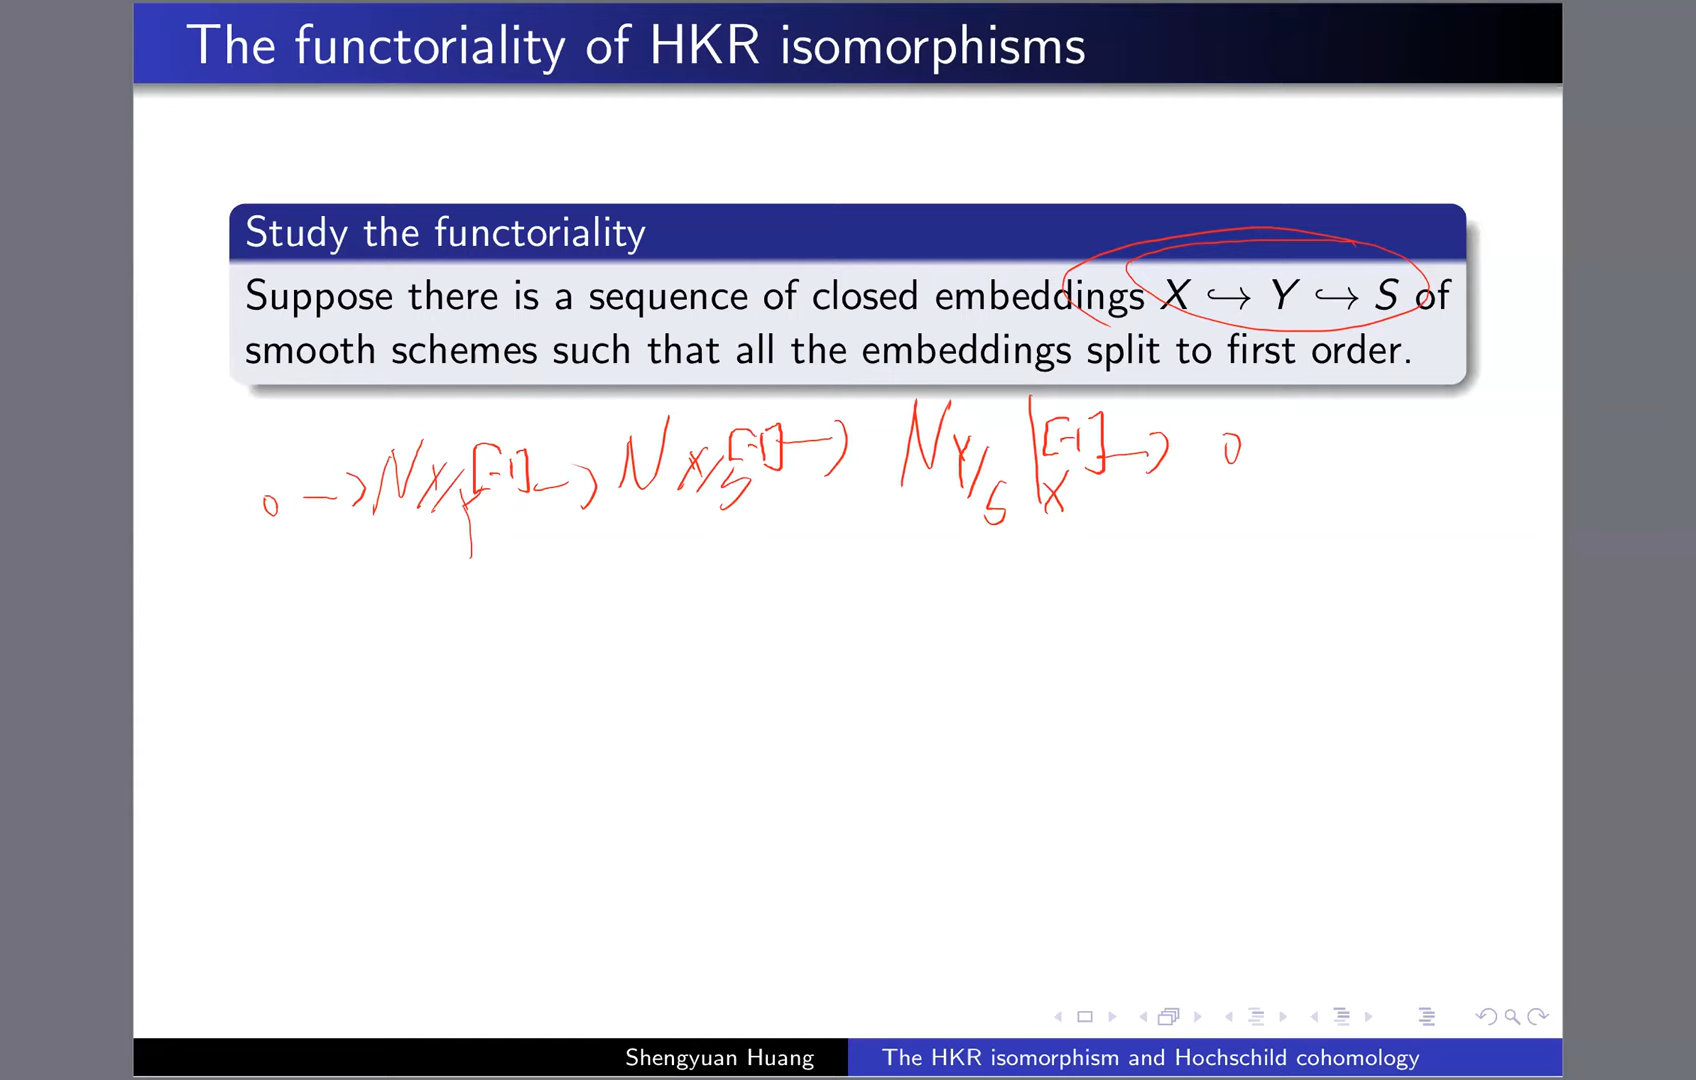 The functoriality of HKR isomorphisms
Study the functoriality
Suppose there is a sequence of closed embeddings X ↪ Y ↪ S of
smooth schemes such that all the embeddings split to first order.
0 → N_{X/Y}[-1] → N_{X/S}[-1] → N_{Y/S}|_X[-1] → 0
Shengyuan Huang
The HKR isomorphism and Hochschild cohomology